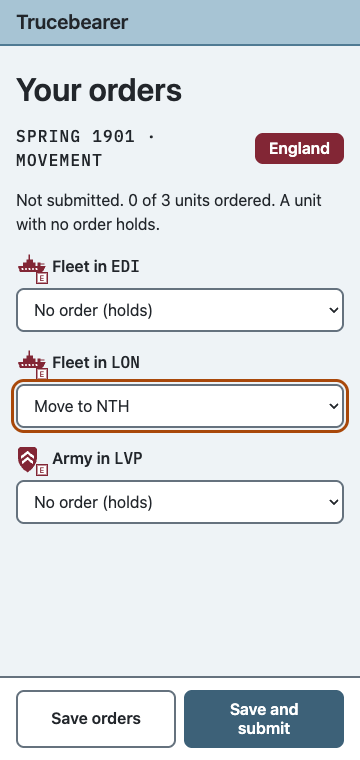 Trucebearer
Your orders
SPRING 1901 ·
MOVEMENT
England
Not submitted. 0 of 3 units ordered. A unit
with no order holds.
E
Fleet in EDI
No order (holds)
E
Fleet in LON
Move to NTH
E
Army in LVP
No order (holds)
Save orders
Save and
submit